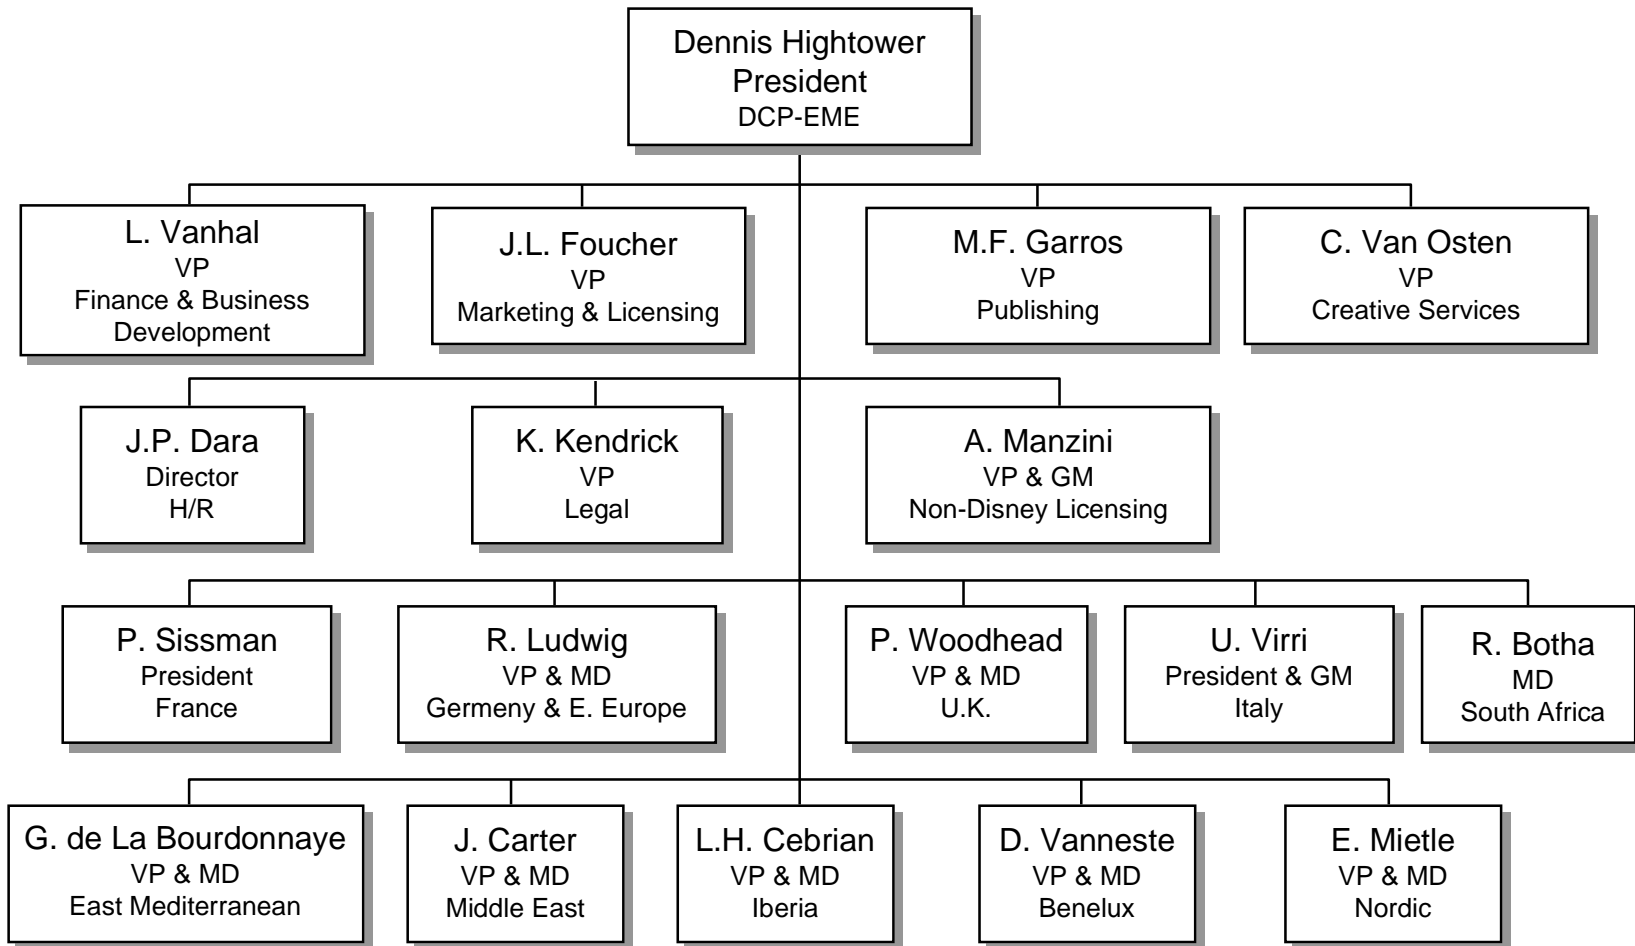 Dennis Hightower
President
DCP-EME
L. Vanhal
VP
Finance & Business
Development
J.L. Foucher
VP
Marketing & Licensing
M.F. Garros
VP
Publishing
C. Van Osten
VP
Creative Services
J.P. Dara
Director
H/R
K. Kendrick
VP
Legal
A. Manzini
VP & GM
Non-Disney Licensing
P. Sissman
President
France
R. Ludwig
VP & MD
Germeny & E. Europe
P. Woodhead
VP & MD
U.K.
U. Virri
President & GM
Italy
R. Botha
MD
South Africa
G. de La Bourdonnaye
VP & MD
East Mediterranean
J. Carter
VP & MD
Middle East
L.H. Cebrian
VP & MD
Iberia
D. Vanneste
VP & MD
Benelux
E. Mietle
VP & MD
Nordic